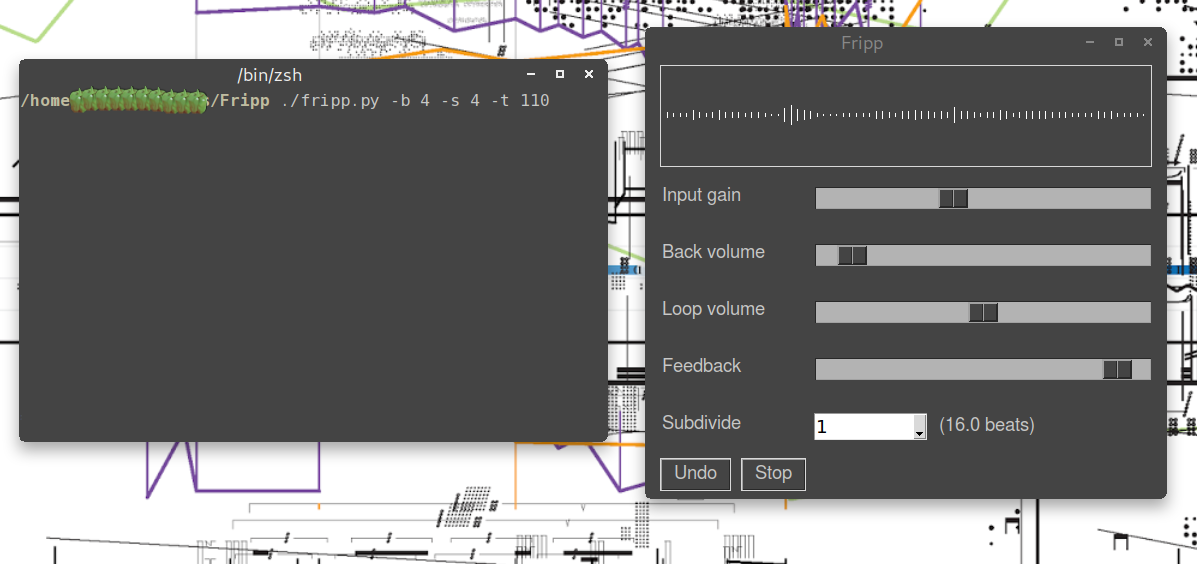 /bin/zsh
/home /Fripp ./fripp.py -b 4 -s 4 -t 110
Fripp
Input gain
Back volume
Loop volume
Feedback
Subdivide 1 (16.0 beats)
Undo Stop